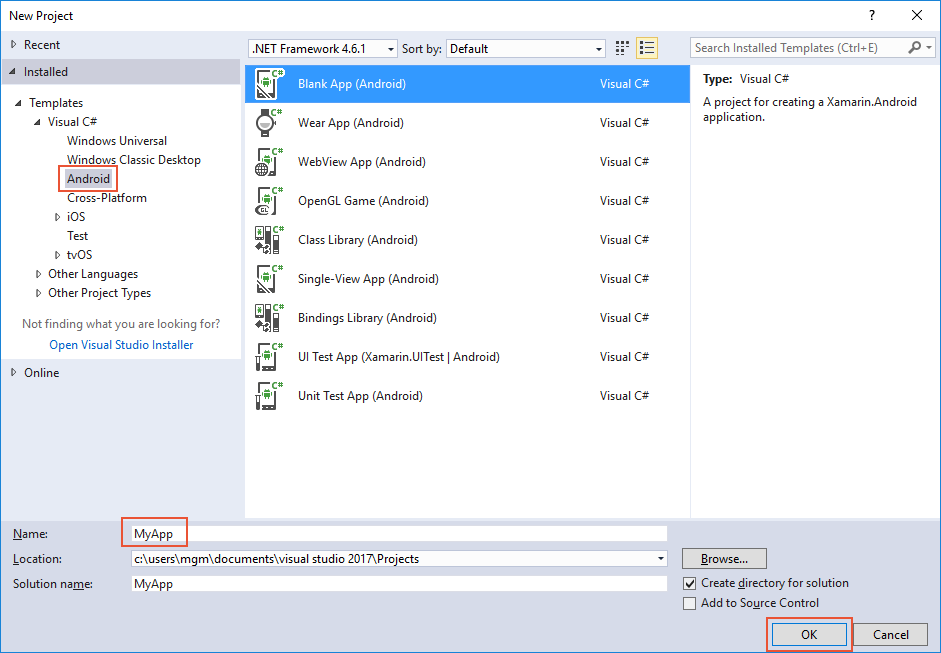 New Project
?
Recent
Installed
Templates
Visual C#
Windows Universal
Windows Classic Desktop
Android
Cross-Platform
iOS
Test
tvOS
Other Languages
Other Project Types
Not finding what you are looking for?
Open Visual Studio Installer
Online
.NET Framework 4.6.1 Sort by: Default
Blank App (Android) Visual C#
Wear App (Android) Visual C#
WebView App (Android) Visual C#
OpenGL Game (Android) Visual C#
Class Library (Android) Visual C#
Single-View App (Android) Visual C#
Bindings Library (Android) Visual C#
UI Test App (Xamarin.UITest | Android) Visual C#
Unit Test App (Android) Visual C#
Search Installed Templates (Ctrl+E)
Type: Visual C#
A project for creating a Xamarin.Android
application.
Name: MyApp
Location: c:\users\mgm\documents\visual studio 2017\Projects
Browse...
Solution name: MyApp
Create directory for solution
Add to Source Control
OK Cancel